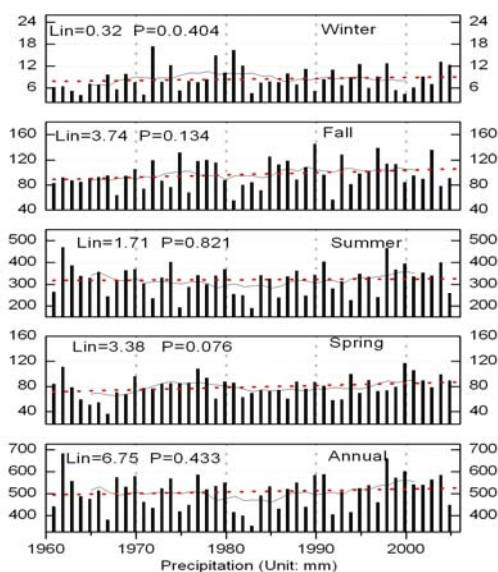 24 Lin=0.32 P=0.0.404 Winter 24
18 18
12 12
6 6
160 Lin=3.74 P=0.134 Fall 160
120 120
80 80
40 40
500 Lin=1.71 P=0.821 Summer 500
400 400
300 300
200 200
160 Lin=3.38 P=0.076 Spring 160
120 120
80 80
40 40
700 Lin=6.75 P=0.433 Annual 700
600 600
500 500
400 400
1960 1970 1980 1990 2000
Precipitation (Unit: mm)